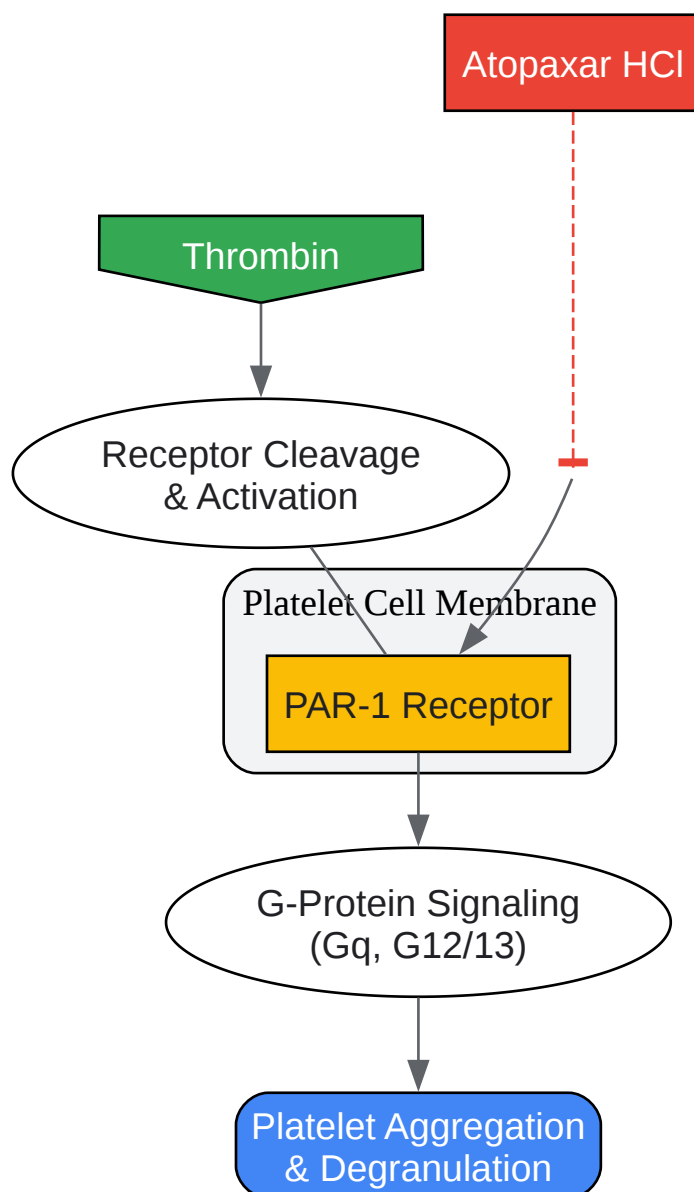 Atopaxar HCl
Thrombin
Receptor Cleavage
& Activation
Platelet Cell Membrane
PAR-1 Receptor
G-Protein Signaling
(Gq, G12/13)
Platelet Aggregation
& Degranulation